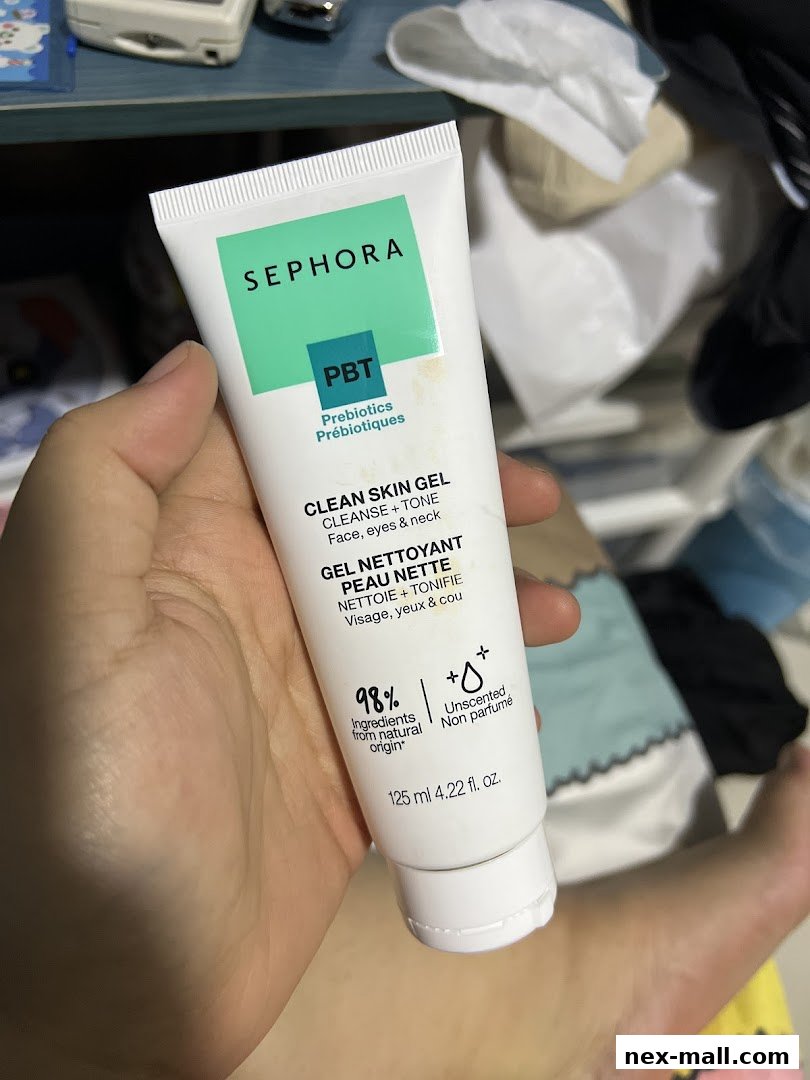 SEPHORA
PBT
Prebiotics
Prébiotiques
CLEAN SKIN GEL
CLEANSE + TONE
Face, eyes & neck
GEL NETTOYANT
PEAU NETTE
NETTOIE + TONIFIE
Visage, yeux & cou
98%
Ingredients
from natural
origin*
Unscented
Non parfumé
125 ml 4.22 fl. oz.
nex-mall.com